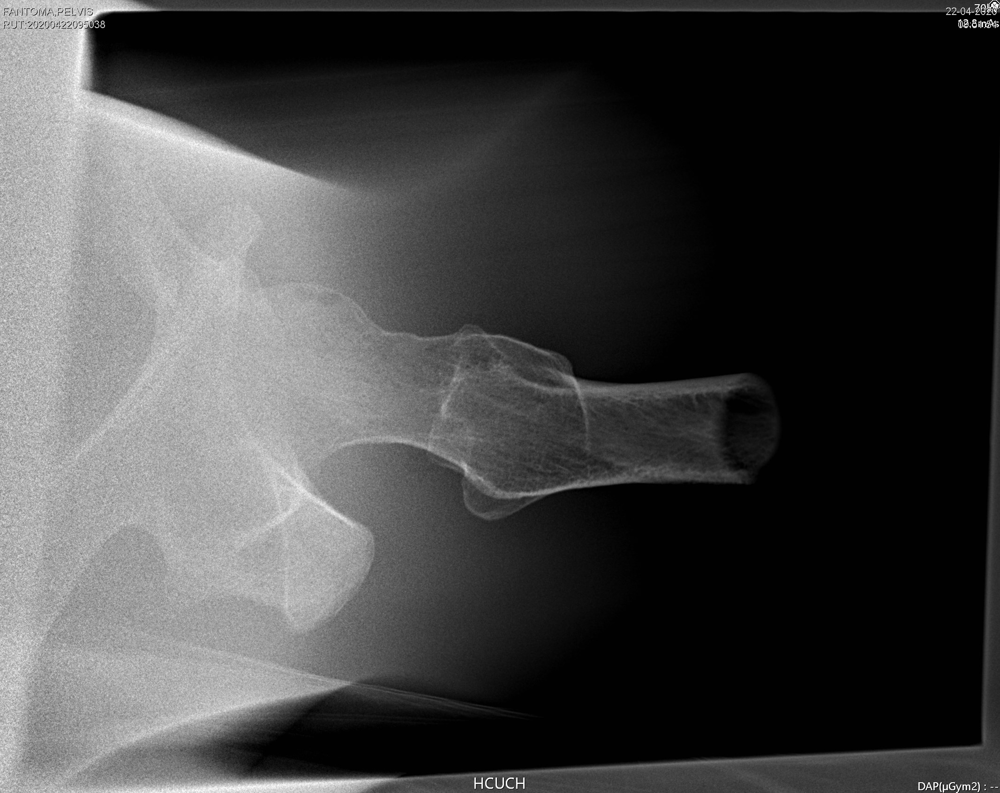 FANTOMA,PELVIS
RUT:20200422095038
22-04-2020
HCUCH
DAP(µGym2) : --